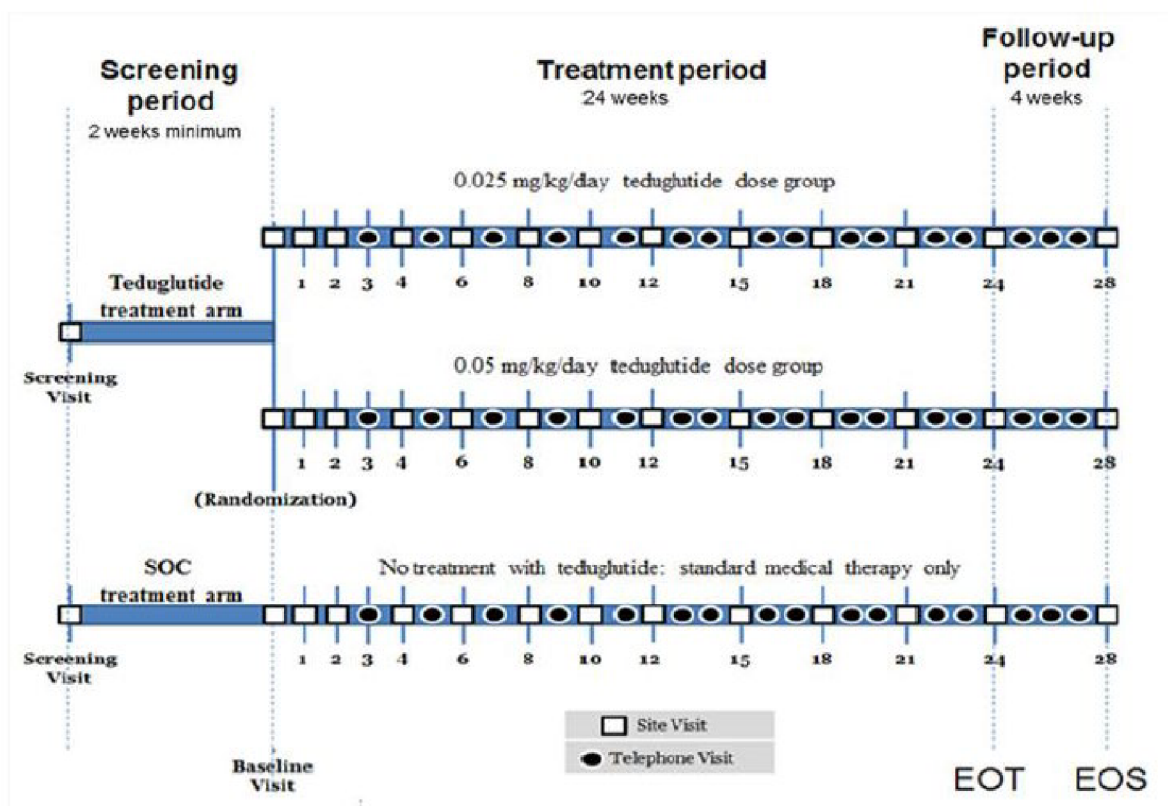 Screening
period
2 weeks minimum
Treatment period
24 weeks
Follow-up
period
4 weeks
0.025 mg/kg/day teduglutide dose group
1 2 3 4 6 8 10 12 15 18 21 24 28
Teduglutide
treatment arm
Screening
Visit
0.05 mg/kg/day teduglutide dose group
1 2 3 4 6 8 10 12 15 18 21 24 28
(Randomization)
SOC
treatment arm
No treatment with teduglutide: standard medical therapy only
1 2 3 4 6 8 10 12 15 18 21 24 28
Screening
Visit
Site Visit
Telephone Visit
Baseline
Visit
EOT
EOS